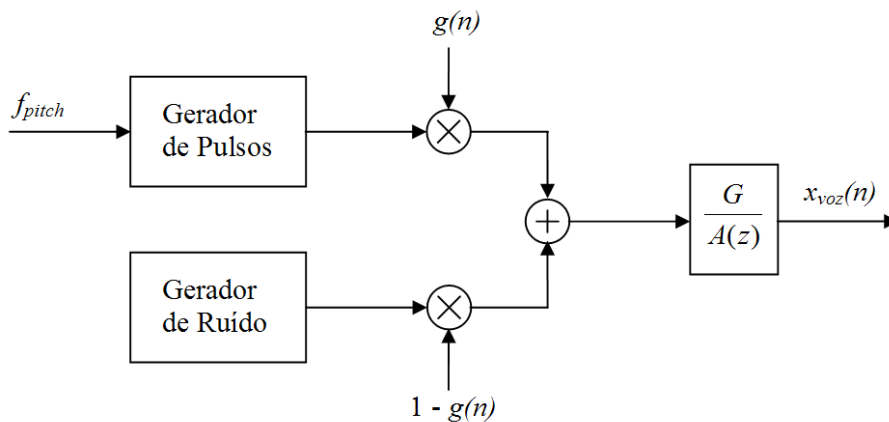 g(n)
f_pitch
Gerador
de Pulsos
G
A(z)
x_voz(n)
Gerador
de Ruído
1 - g(n)